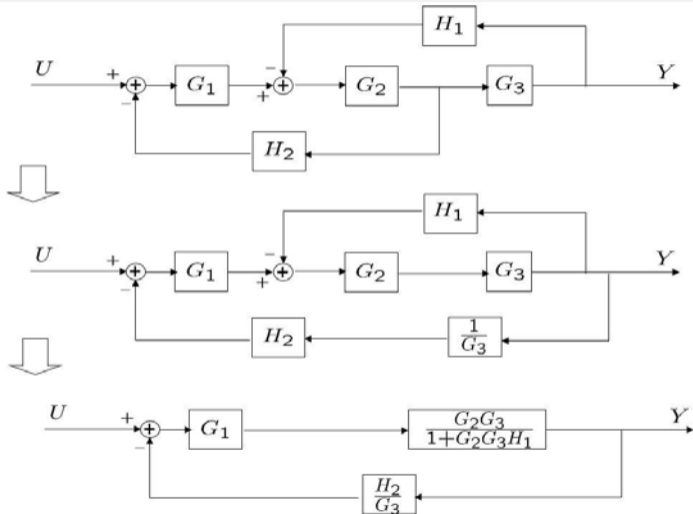 H₁
U + − G₁ − + G₂ G₃ Y
H₂
H₁
U + − G₁ − + G₂ G₃ Y
H₂ 1/G₃
U + − G₁ G₂G₃/1+G₂G₃H₁ Y
H₂/G₃